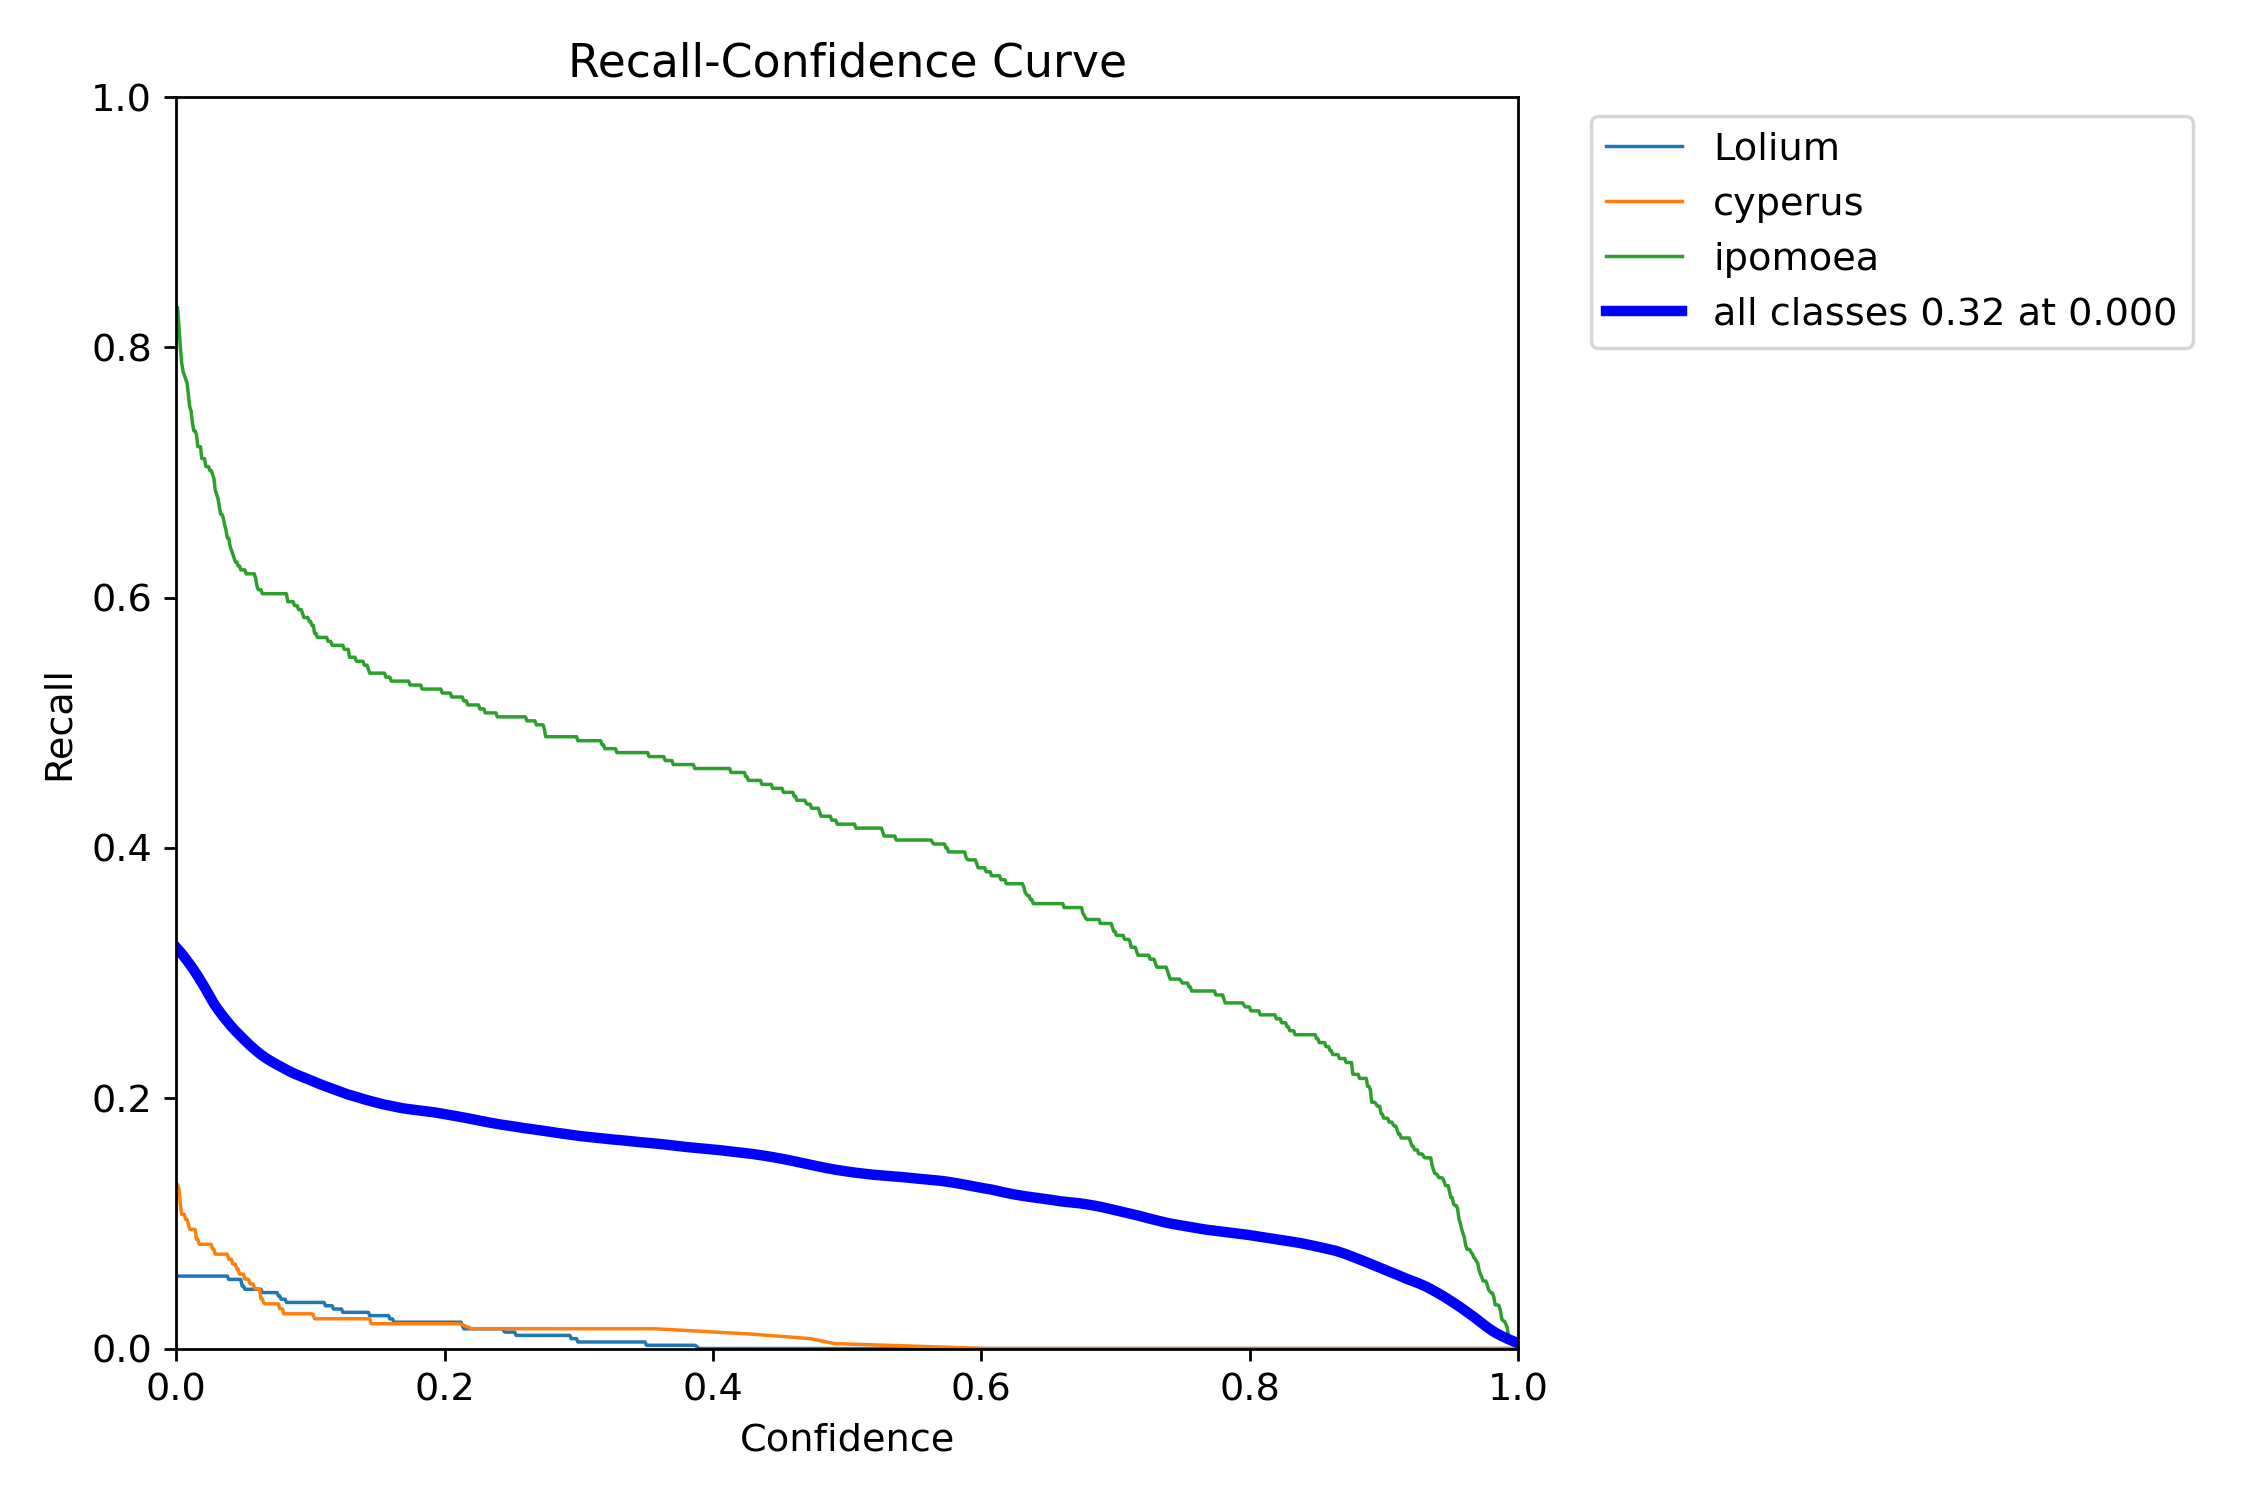 Recall-Confidence Curve
1.0
0.8
0.6
0.4
0.2
0.0
Recall
0.0 0.2 0.4 0.6 0.8 1.0
Confidence
Lolium
cyperus
ipomoea
all classes 0.32 at 0.000